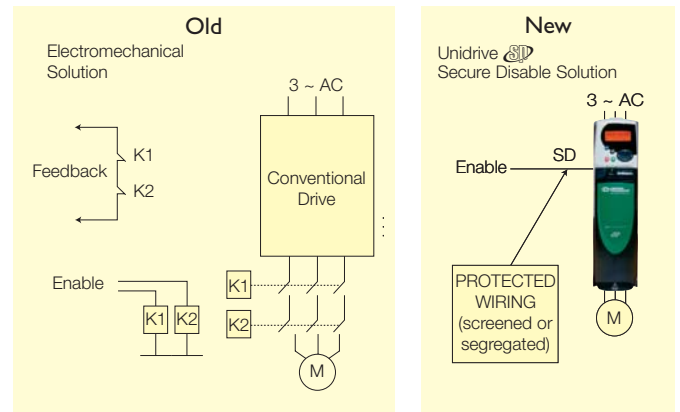 Old
Electromechanical
Solution
3 ~ AC
K1
Feedback
K2
Conventional
Drive
Enable
K1 K2
K1
K2
M
New
Unidrive SP
Secure Disable Solution
3 ~ AC
SD
Enable
PROTECTED
WIRING
(screened or
segregated)
M